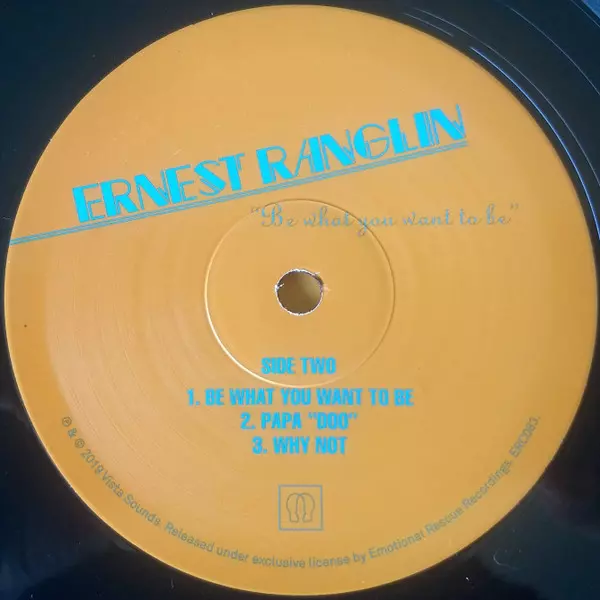 ERNEST RANGLIN
"Be what you want to be"
SIDE TWO
1. BE WHAT YOU WANT TO BE
2. PAPA "DOO"
3. WHY NOT
℗ & © 2019 Vista Sounds. Released under exclusive license by Emotional Rescue Recordings. ERC083.